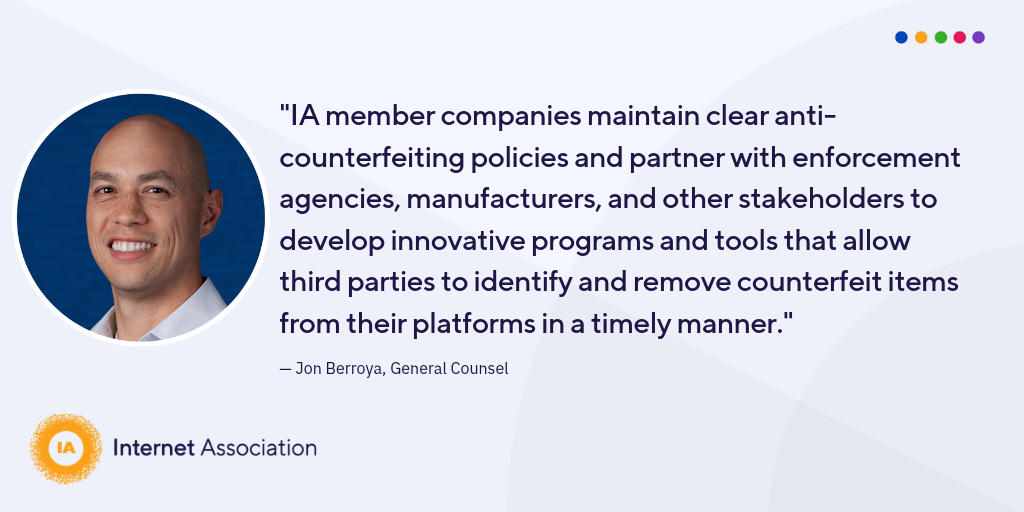 "IA member companies maintain clear anti-
counterfeiting policies and partner with enforcement
agencies, manufacturers, and other stakeholders to
develop innovative programs and tools that allow
third parties to identify and remove counterfeit items
from their platforms in a timely manner."
— Jon Berroya, General Counsel
IA Internet Association